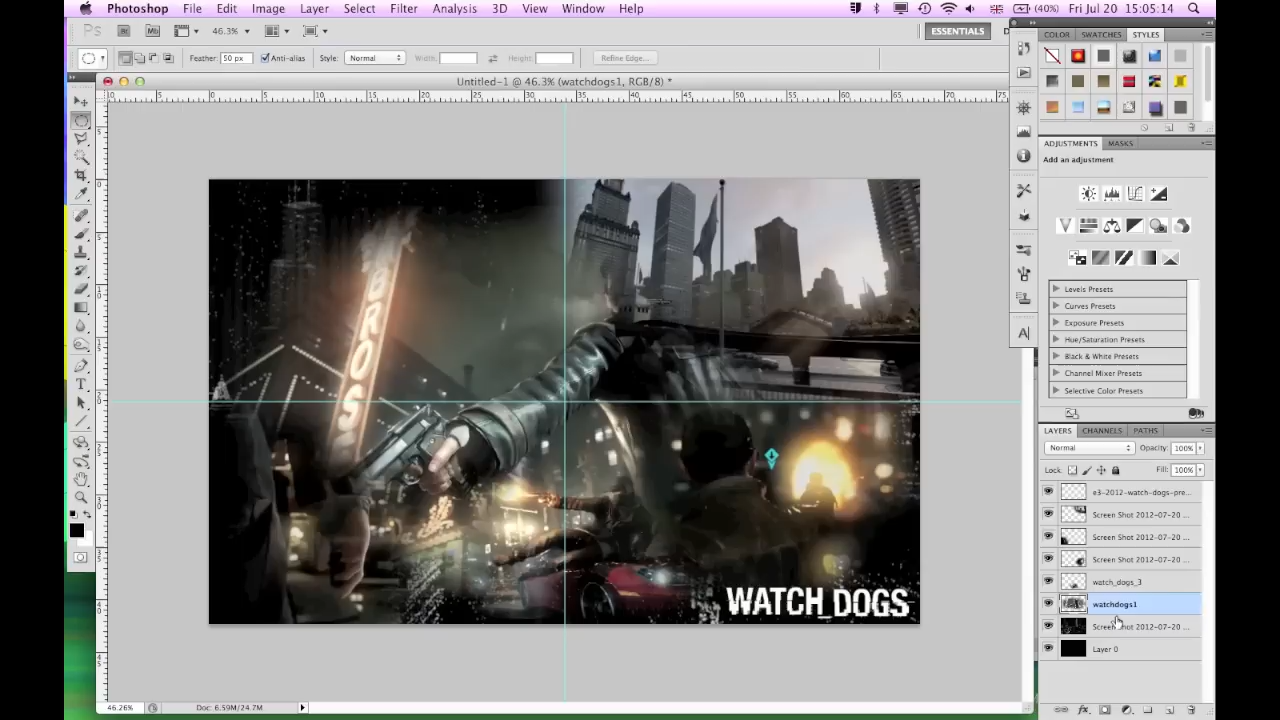 Photoshop File Edit Image Layer Select Filter Analysis 3D View Window Help (40%) Fri Jul 20 15:05:14
Ps Br Mb 46.3% ESSENTIALS D
Feather: 50 px Anti-alias Style: Normal Width: Height: Refine Edge...
Untitled-1 @ 46.3% (watchdogs1, RGB/8) *
COLOR SWATCHES STYLES
ADJUSTMENTS MASKS
Add an adjustment
Levels Presets
Curves Presets
Exposure Presets
Hue/Saturation Presets
Black & White Presets
Channel Mixer Presets
Selective Color Presets
LAYERS CHANNELS PATHS
Normal Opacity: 100%
Lock: Fill: 100%
e3-2012-watch-dogs-pre...
Screen Shot 2012-07-20 ...
Screen Shot 2012-07-20 ...
Screen Shot 2012-07-20 ...
watch_dogs_3
watchdogs1
Screen Shot 2012-07-20 ...
Layer 0
WATCH_DOGS
46.26% Doc: 6.59M/24.7M